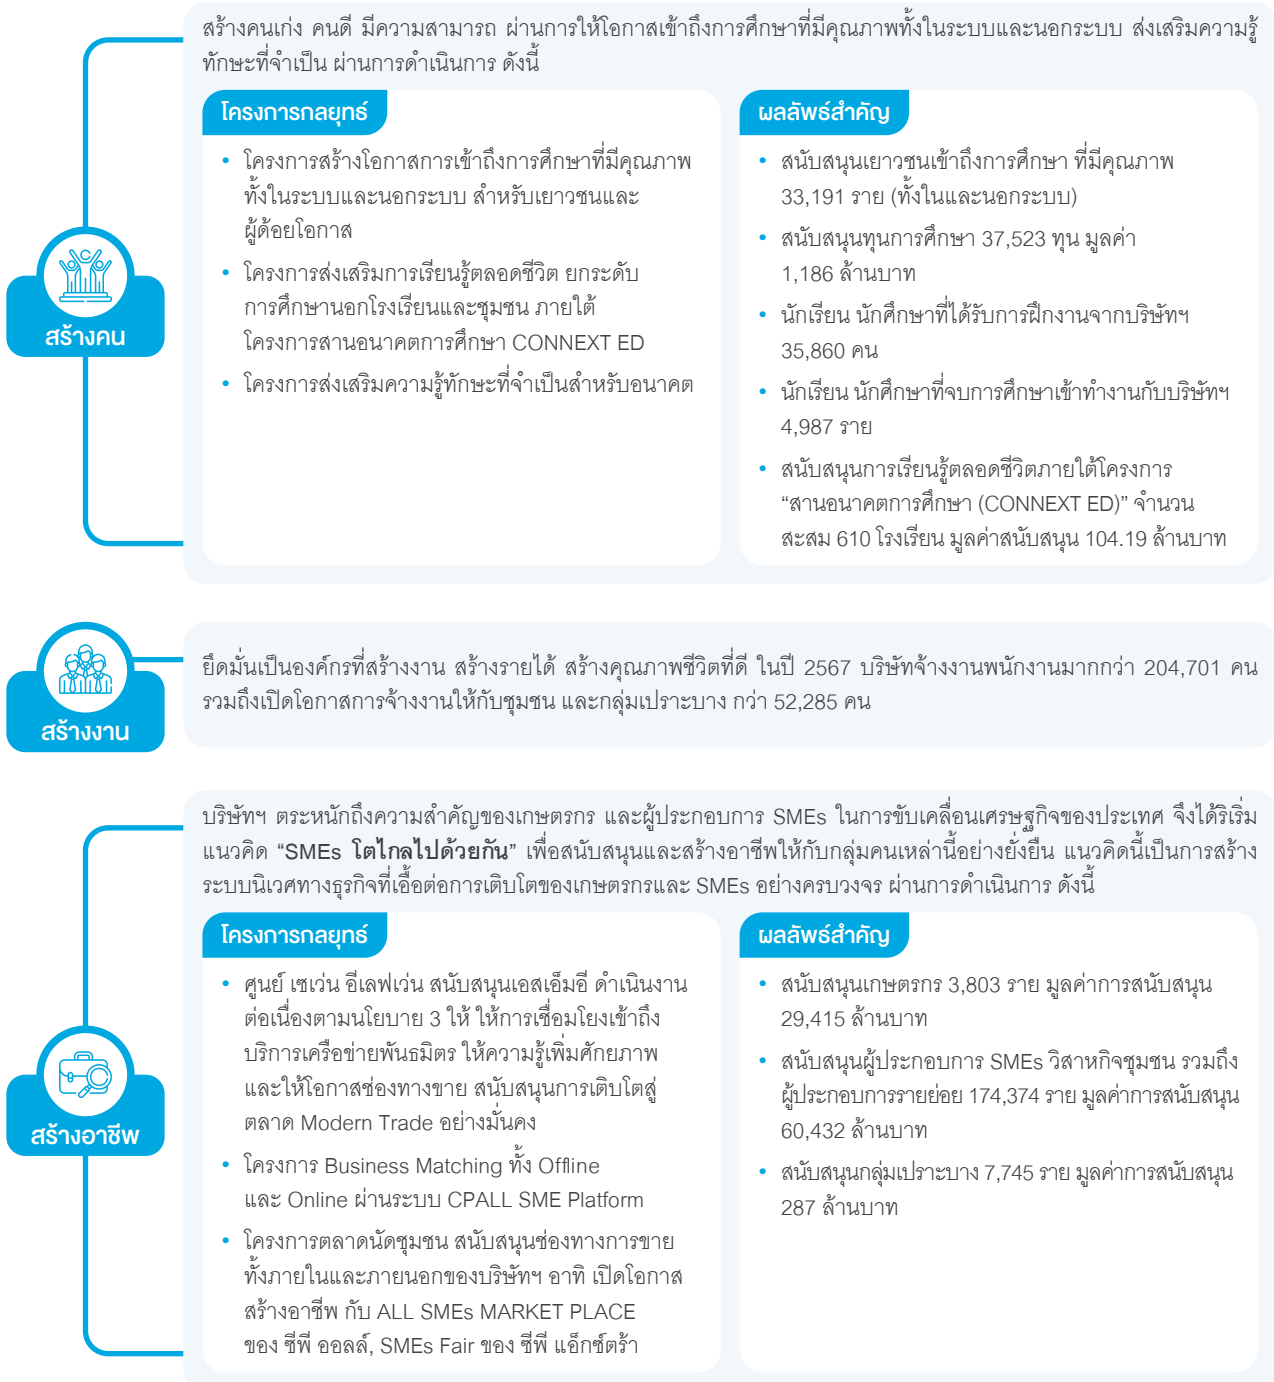 สร้างคนเก่ง คนดี มีความสามารถ ผ่านการให้โอกาสเข้าถึงการศึกษาที่มีคุณภาพทั้งในระบบและนอกระบบ ส่งเสริมความรู้
ทักษะที่จำเป็น ผ่านการดำเนินการ ดังนี้
สร้างคน
โครงการกลยุทธ์
• โครงการสร้างโอกาสการเข้าถึงการศึกษาที่มีคุณภาพ
ทั้งในระบบและนอกระบบ สำหรับเยาวชนและ
ผู้ด้อยโอกาส
• โครงการส่งเสริมการเรียนรู้ตลอดชีวิต ยกระดับ
การศึกษานอกโรงเรียนและชุมชน ภายใต้
โครงการสานอนาคตการศึกษา CONNEXT ED
• โครงการส่งเสริมความรู้ทักษะที่จำเป็นสำหรับอนาคต
ผลลัพธ์สำคัญ
• สนับสนุนเยาวชนเข้าถึงการศึกษา ที่มีคุณภาพ
33,191 ราย (ทั้งในและนอกระบบ)
• สนับสนุนทุนการศึกษา 37,523 ทุน มูลค่า
1,186 ล้านบาท
• นักเรียน นักศึกษาที่ได้รับการฝึกงานจากบริษัทฯ
35,860 คน
• นักเรียน นักศึกษาที่จบการศึกษาเข้าทำงานกับบริษัทฯ
4,987 ราย
• สนับสนุนการเรียนรู้ตลอดชีวิตภายใต้โครงการ
“สานอนาคตการศึกษา (CONNEXT ED)” จำนวน
สะสม 610 โรงเรียน มูลค่าสนับสนุน 104.19 ล้านบาท
สร้างงาน
ยึดมั่นเป็นองค์กรที่สร้างงาน สร้างรายได้ สร้างคุณภาพชีวิตที่ดี ในปี 2567 บริษัทจ้างงานพนักงานมากกว่า 204,701 คน
รวมถึงเปิดโอกาสการจ้างงานให้กับชุมชน และกลุ่มเปราะบาง กว่า 52,285 คน
บริษัทฯ ตระหนักถึงความสำคัญของเกษตรกร และผู้ประกอบการ SMEs ในการขับเคลื่อนเศรษฐกิจของประเทศ จึงได้ริเริ่ม
แนวคิด “SMEs โตไกลไปด้วยกัน” เพื่อสนับสนุนและสร้างอาชีพให้กับกลุ่มคนเหล่านี้อย่างยั่งยืน แนวคิดนี้เป็นการสร้าง
ระบบนิเวศทางธุรกิจที่เอื้อต่อการเติบโตของเกษตรกรและ SMEs อย่างครบวงจร ผ่านการดำเนินการ ดังนี้
สร้างอาชีพ
โครงการกลยุทธ์
• ศูนย์ เซเว่น อีเลฟเว่น สนับสนุนเอสเอ็มอี ดำเนินงาน
ต่อเนื่องตามนโยบาย 3 ให้ ให้การเชื่อมโยงเข้าถึง
บริการเครือข่ายพันธมิตร ให้ความรู้เพิ่มศักยภาพ
และให้โอกาสช่องทางขาย สนับสนุนการเติบโตสู่
ตลาด Modern Trade อย่างมั่นคง
• โครงการ Business Matching ทั้ง Offline
และ Online ผ่านระบบ CPALL SME Platform
• โครงการตลาดนัดชุมชน สนับสนุนช่องทางการขาย
ทั้งภายในและภายนอกของบริษัทฯ อาทิ เปิดโอกาส
สร้างอาชีพ กับ ALL SMEs MARKET PLACE
ของ ซีพี ออลล์, SMEs Fair ของ ซีพี แอ็กซ์ตร้า
ผลลัพธ์สำคัญ
• สนับสนุนเกษตรกร 3,803 ราย มูลค่าการสนับสนุน
29,415 ล้านบาท
• สนับสนุนผู้ประกอบการ SMEs วิสาหกิจชุมชน รวมถึง
ผู้ประกอบการรายย่อย 174,374 ราย มูลค่าการสนับสนุน
60,432 ล้านบาท
• สนับสนุนกลุ่มเปราะบาง 7,745 ราย มูลค่าการสนับสนุน
287 ล้านบาท